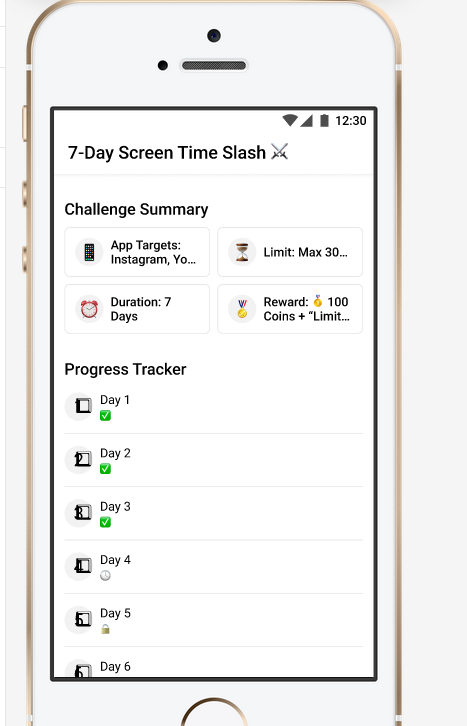 12:30
7-Day Screen Time Slash ⚔
Challenge Summary
App Targets:
Instagram, Yo...
Limit: Max 30...
Duration: 7
Days
Reward: 🥇 100
Coins + “Limit...
Progress Tracker
1 Day 1
✅
2 Day 2
✅
3 Day 3
✅
4 Day 4
🕒
5 Day 5
🔒
6 Day 6